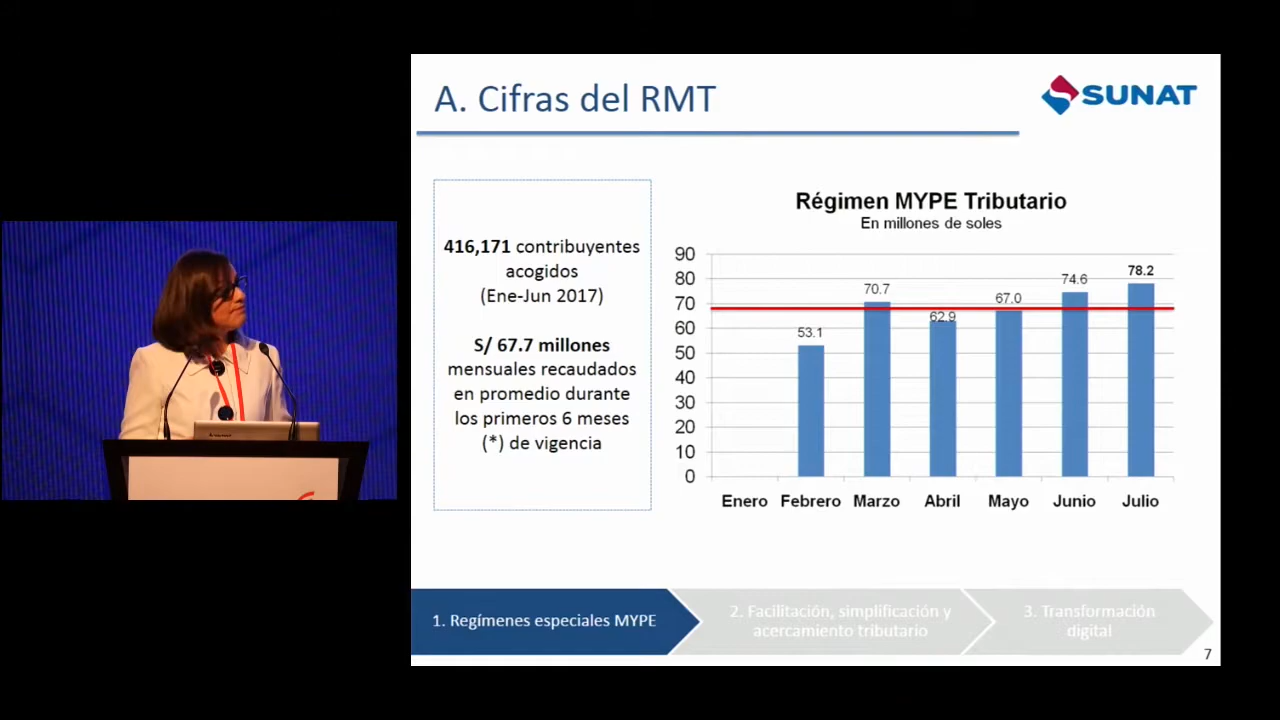 A. Cifras del RMT
SUNAT
416,171 contribuyentes
acogidos
(Ene-Jun 2017)
S/ 67.7 millones
mensuales recaudados
en promedio durante
los primeros 6 meses
(*) de vigencia
Régimen MYPE Tributario
En millones de soles
90
80
70
60
50
40
30
20
10
0
53.1
70.7
62.9
67.0
74.6
78.2
Enero Febrero Marzo Abril Mayo Junio Julio
1. Regímenes especiales MYPE
2. Facilitación, simplificación y
acercamiento tributario
3. Transformación
digital
7